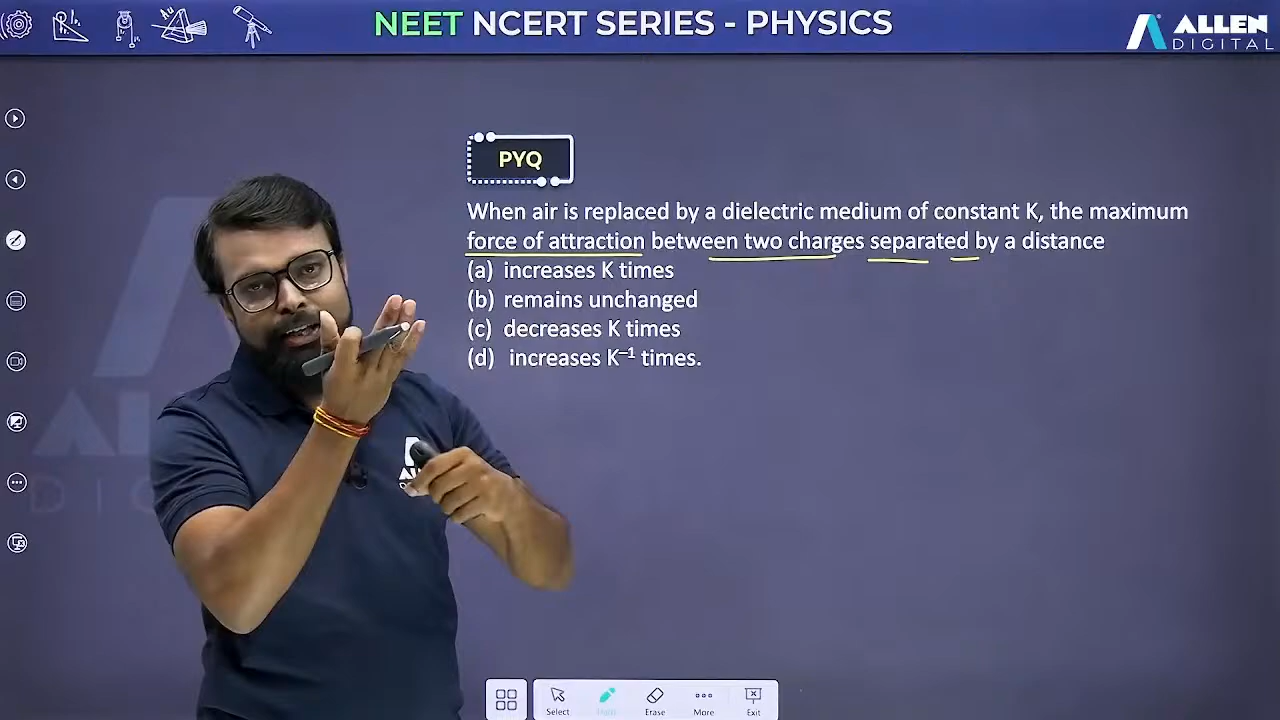 NEET NCERT SERIES - PHYSICS
ALLEN
DIGITAL
PYQ
When air is replaced by a dielectric medium of constant K, the maximum
force of attraction between two charges separated by a distance
(a) increases K times
(b) remains unchanged
(c) decreases K times
(d) increases K⁻¹ times.
Select
Erase
More
Exit